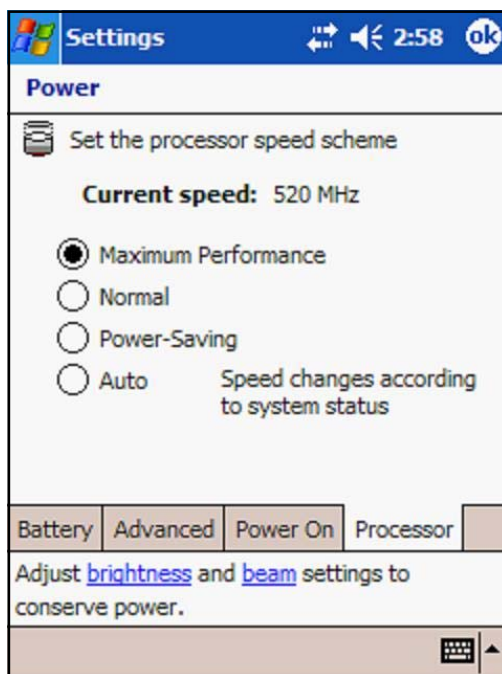 Settings 2:58 ok
Power
Set the processor speed scheme
Current speed: 520 MHz
Maximum Performance
Normal
Power-Saving
Auto Speed changes according
to system status
Battery Advanced Power On Processor
Adjust brightness and beam settings to
conserve power.